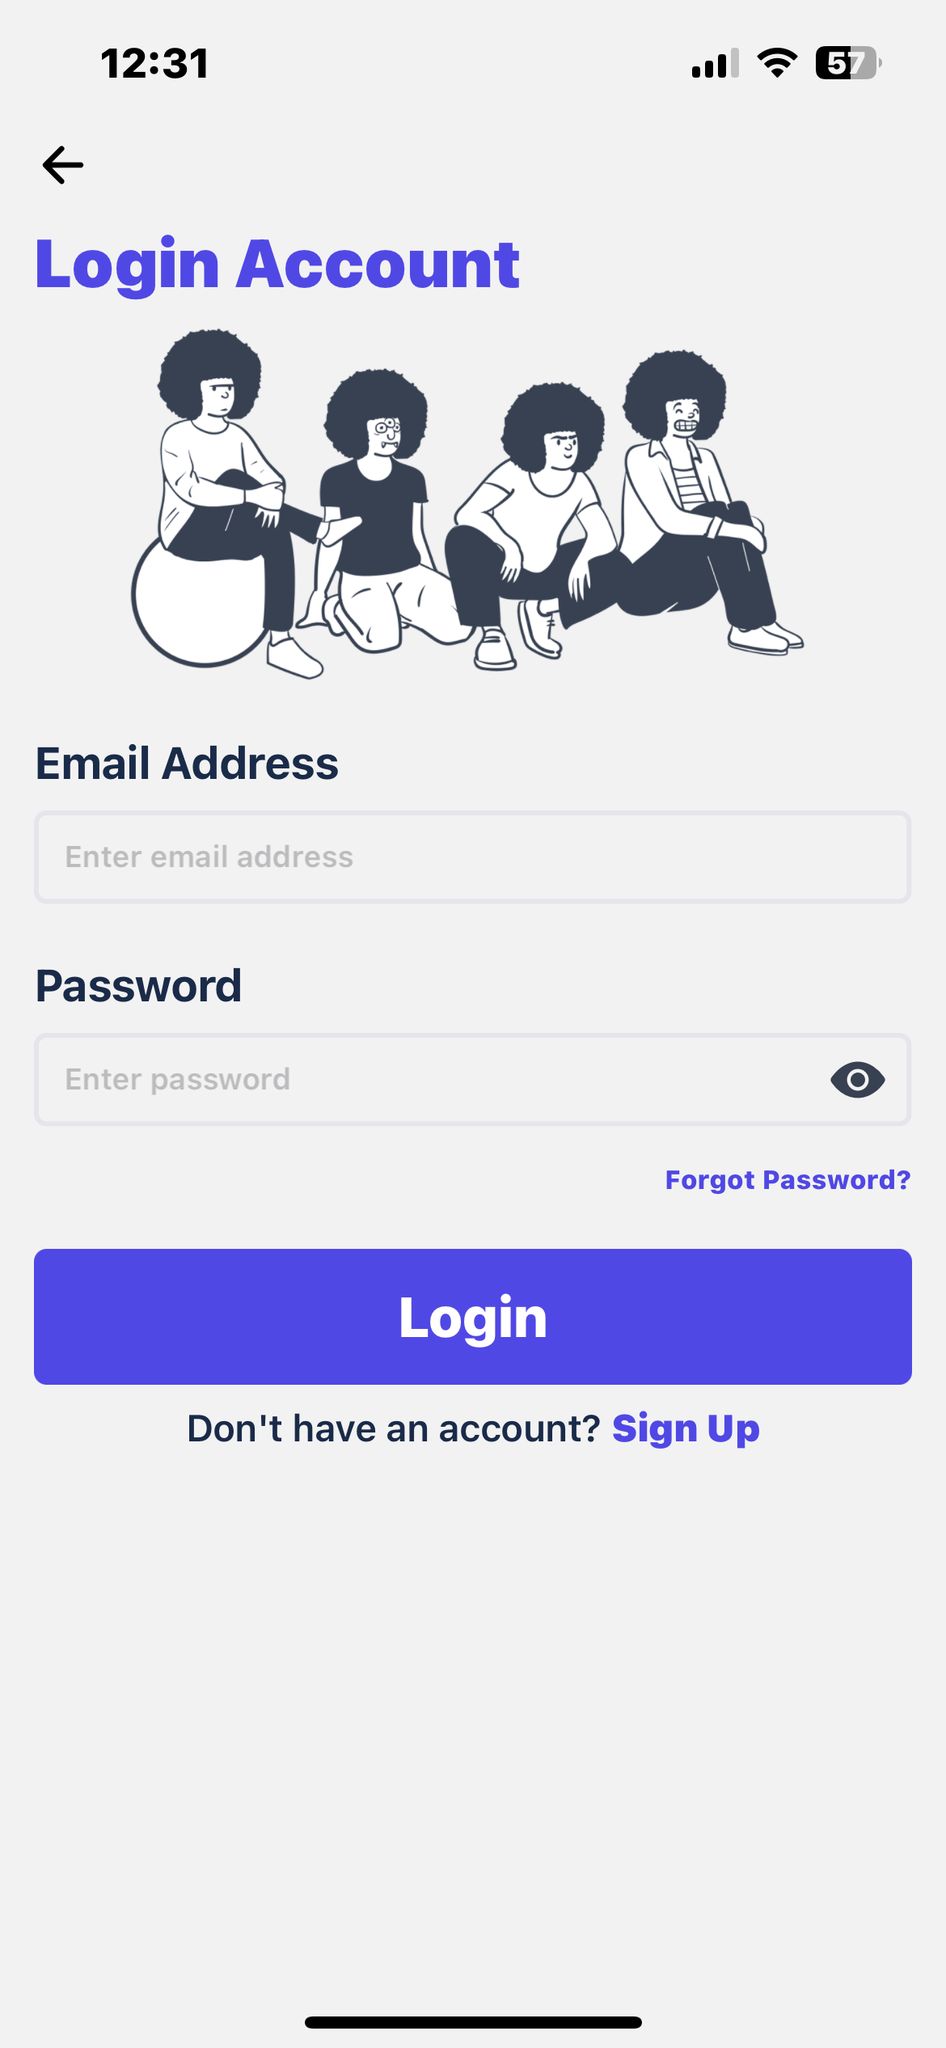 12:31
57
Login Account
Email Address
Enter email address
Password
Enter password
Forgot Password?
Login
Don't have an account? Sign Up